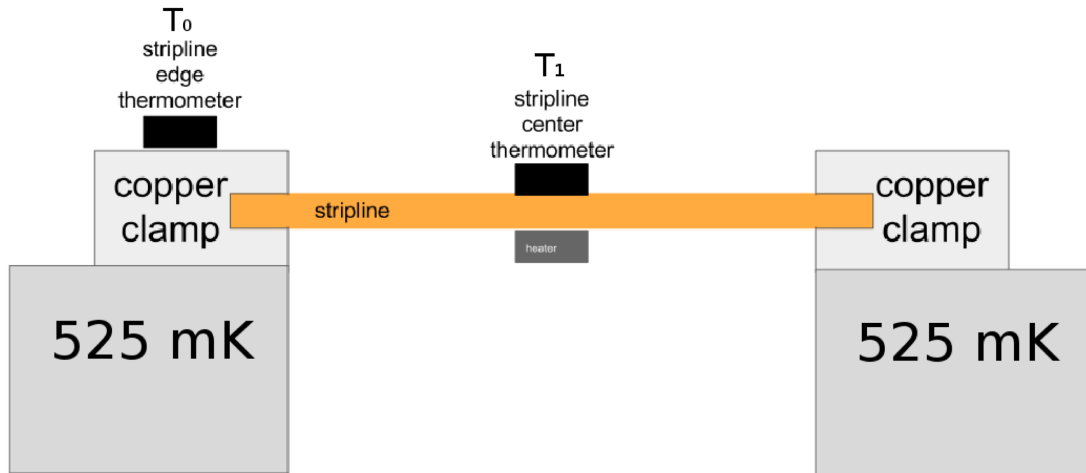 T0
stripline
edge
thermometer
T1
stripline
center
thermometer
copper
clamp
stripline
heater
copper
clamp
525 mK
525 mK